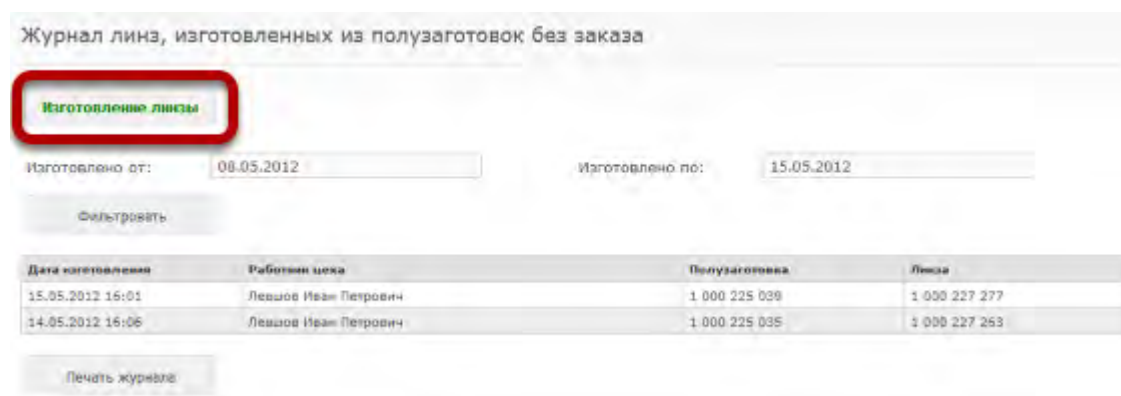 Журнал линз, изготовленных из полузаготовок без заказа
Изготовление линзы
Изготовлено от: 08.05.2012 Изготовлено по: 15.05.2012
Фильтровать
Дата изготовления Работник цеха Полузаготовка Линза
15.05.2012 16:01 Левшов Иван Петрович 1 000 225 039 1 000 227 277
14.05.2012 16:06 Левшов Иван Петрович 1 000 225 035 1 000 227 263
Печать журнала